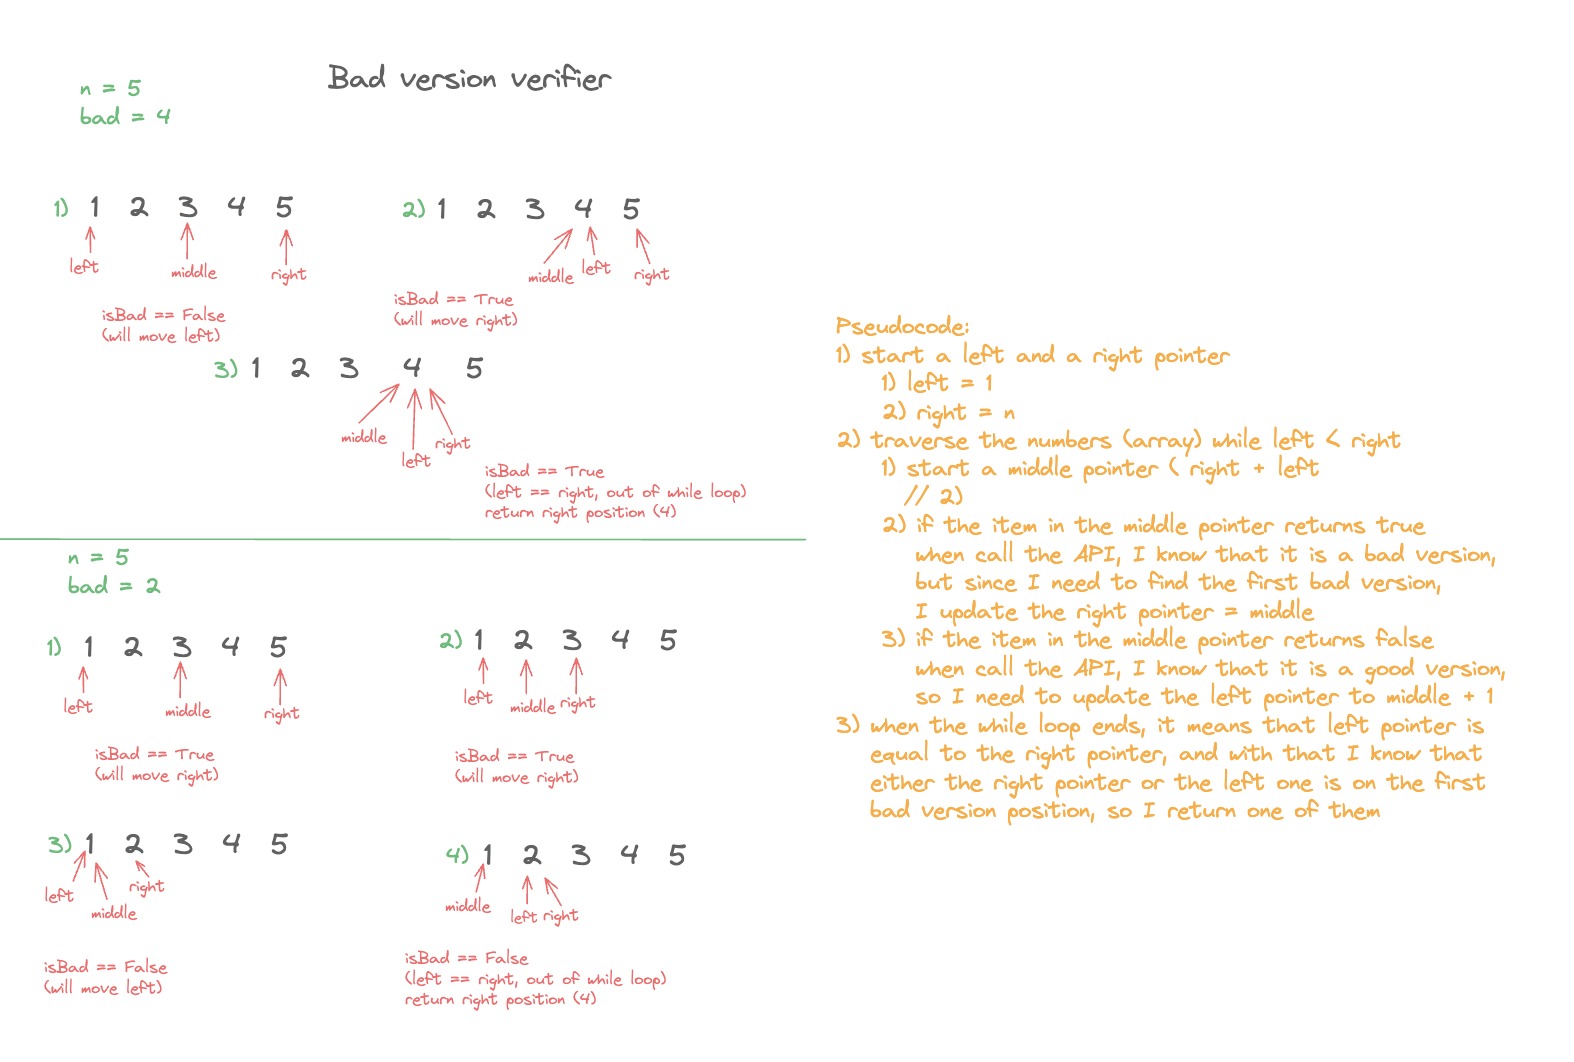 Bad version verifier
n = 5
bad = 4
1) 1 2 3 4 5
left middle right
isBad == False
(will move left)
2) 1 2 3 4 5
middle left right
isBad == True
(will move right)
3) 1 2 3 4 5
middle left right
isBad == True
(left == right, out of while loop)
return right position (4)
n = 5
bad = 2
1) 1 2 3 4 5
left middle right
isBad == True
(will move right)
2) 1 2 3 4 5
left middle right
isBad == True
(will move right)
3) 1 2 3 4 5
left middle right
isBad == False
(will move left)
4) 1 2 3 4 5
middle left right
isBad == False
(left == right, out of while loop)
return right position (4)
Pseudocode:
1) start a left and a right pointer
1) left = 1
2) right = n
2) traverse the numbers (array) while left < right
1) start a middle pointer ( right + left
// 2)
2) if the item in the middle pointer returns true
when call the API, I know that it is a bad version,
but since I need to find the first bad version,
I update the right pointer = middle
3) if the item in the middle pointer returns false
when call the API, I know that it is a good version,
so I need to update the left pointer to middle + 1
3) when the while loop ends, it means that left pointer is
equal to the right pointer, and with that I know that
either the right pointer or the left one is on the first
bad version position, so I return one of them